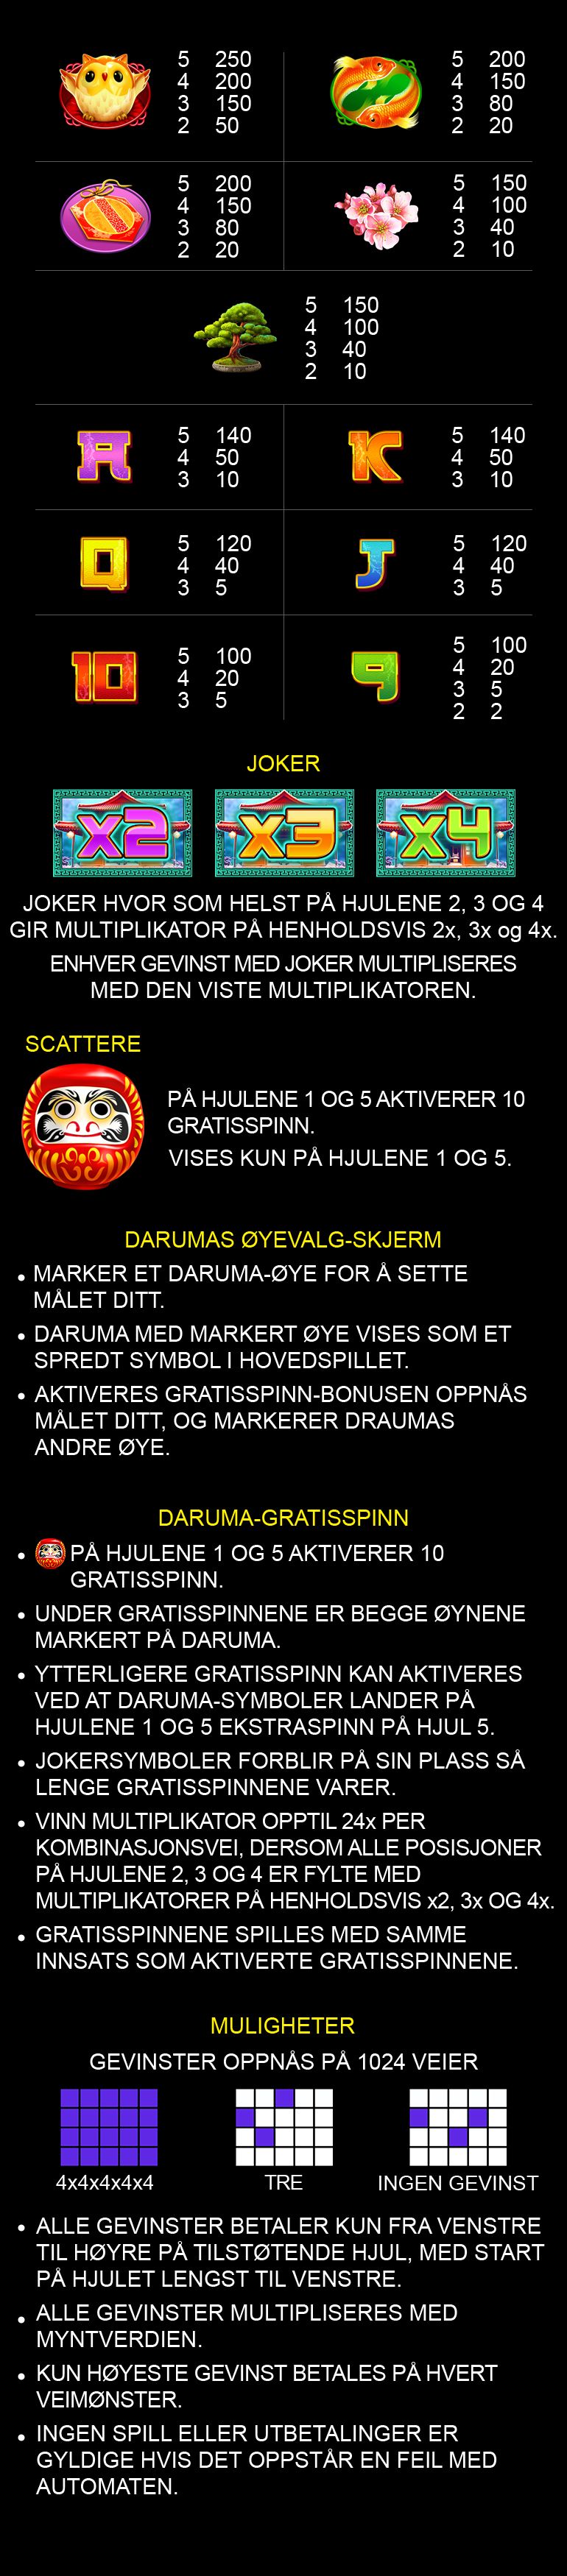 5 250
4 200
3 150
2 50
5 200
4 150
3 80
2 20
5 200
4 150
3 80
2 20
5 150
4 100
3 40
2 10
5 150
4 100
3 40
2 10
A
5 140
4 50
3 10
K
5 140
4 50
3 10
Q
5 120
4 40
3 5
J
5 120
4 40
3 5
10
5 100
4 20
3 5
9
5 100
4 20
3 5
2 2
JOKER
x2 x3 x4
JOKER HVOR SOM HELST PÅ HJULENE 2, 3 OG 4
GIR MULTIPLIKATOR PÅ HENHOLDSVIS 2x, 3x og 4x.
ENHVER GEVINST MED JOKER MULTIPLISERES
MED DEN VISTE MULTIPLIKATOREN.
SCATTERE
PÅ HJULENE 1 OG 5 AKTIVERER 10
GRATISSPINN.
VISES KUN PÅ HJULENE 1 OG 5.
DARUMAS ØYEVALG-SKJERM
• MARKER ET DARUMA-ØYE FOR Å SETTE
MÅLET DITT.
• DARUMA MED MARKERT ØYE VISES SOM ET
SPREDT SYMBOL I HOVEDSPILLET.
• AKTIVERES GRATISSPINN-BONUSEN OPPNÅS
MÅLET DITT, OG MARKERER DRAUMAS
ANDRE ØYE.
DARUMA-GRATISSPINN
• PÅ HJULENE 1 OG 5 AKTIVERER 10
GRATISSPINN.
• UNDER GRATISSPINNENE ER BEGGE ØYNENE
MARKERT PÅ DARUMA.
• YTTERLIGERE GRATISSPINN KAN AKTIVERES
VED AT DARUMA-SYMBOLER LANDER PÅ
HJULENE 1 OG 5 EKSTRASPINN PÅ HJUL 5.
• JOKERSYMBOLER FORBLIR PÅ SIN PLASS SÅ
LENGE GRATISSPINNENE VARER.
• VINN MULTIPLIKATOR OPPTIL 24x PER
KOMBINASJONSVEI, DERSOM ALLE POSISJONER
PÅ HJULENE 2, 3 OG 4 ER FYLTE MED
MULTIPLIKATORER PÅ HENHOLDSVIS x2, 3x OG 4x.
• GRATISSPINNENE SPILLES MED SAMME
INNSATS SOM AKTIVERTE GRATISSPINNENE.
MULIGHETER
GEVINSTER OPPNÅS PÅ 1024 VEIER
4x4x4x4x4 TRE INGEN GEVINST
• ALLE GEVINSTER BETALER KUN FRA VENSTRE
TIL HØYRE PÅ TILSTØTENDE HJUL, MED START
PÅ HJULET LENGST TIL VENSTRE.
• ALLE GEVINSTER MULTIPLISERES MED
MYNTVERDIEN.
• KUN HØYESTE GEVINST BETALES PÅ HVERT
VEIMØNSTER.
• INGEN SPILL ELLER UTBETALINGER ER
GYLDIGE HVIS DET OPPSTÅR EN FEIL MED
AUTOMATEN.